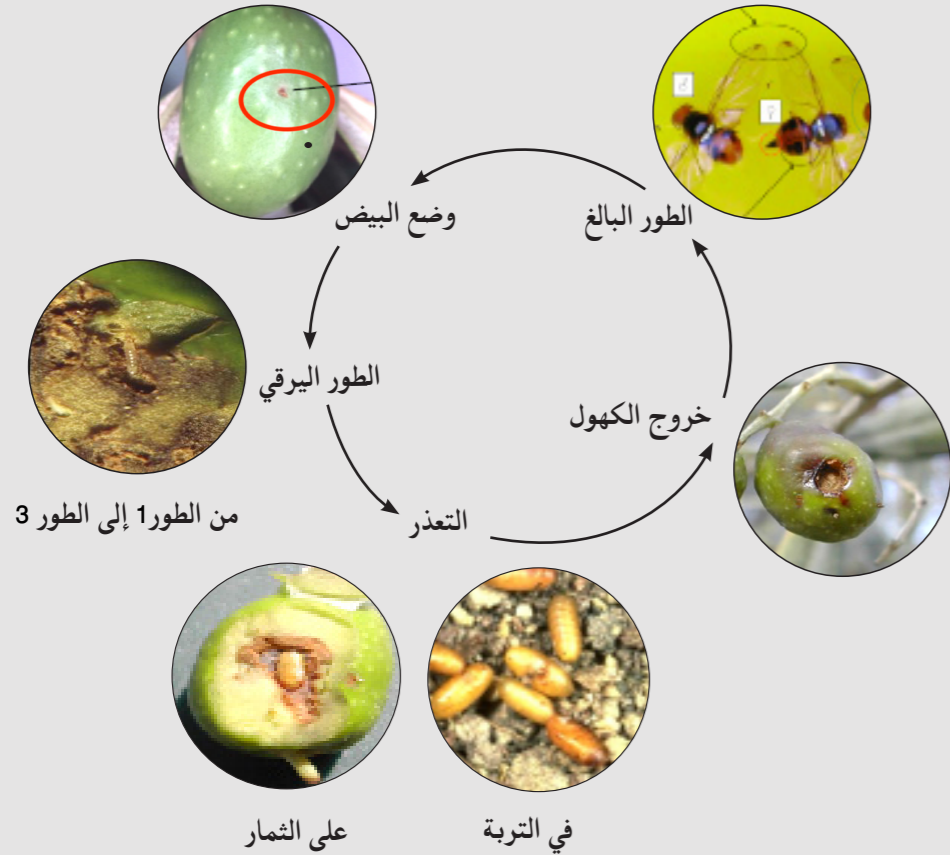 الطور البالغ
وضع البيض
الطور اليرقي
من الطور1 إلى الطور 3
التعذر
خروج الكهول
على الثمار
في التربة
♂
♀